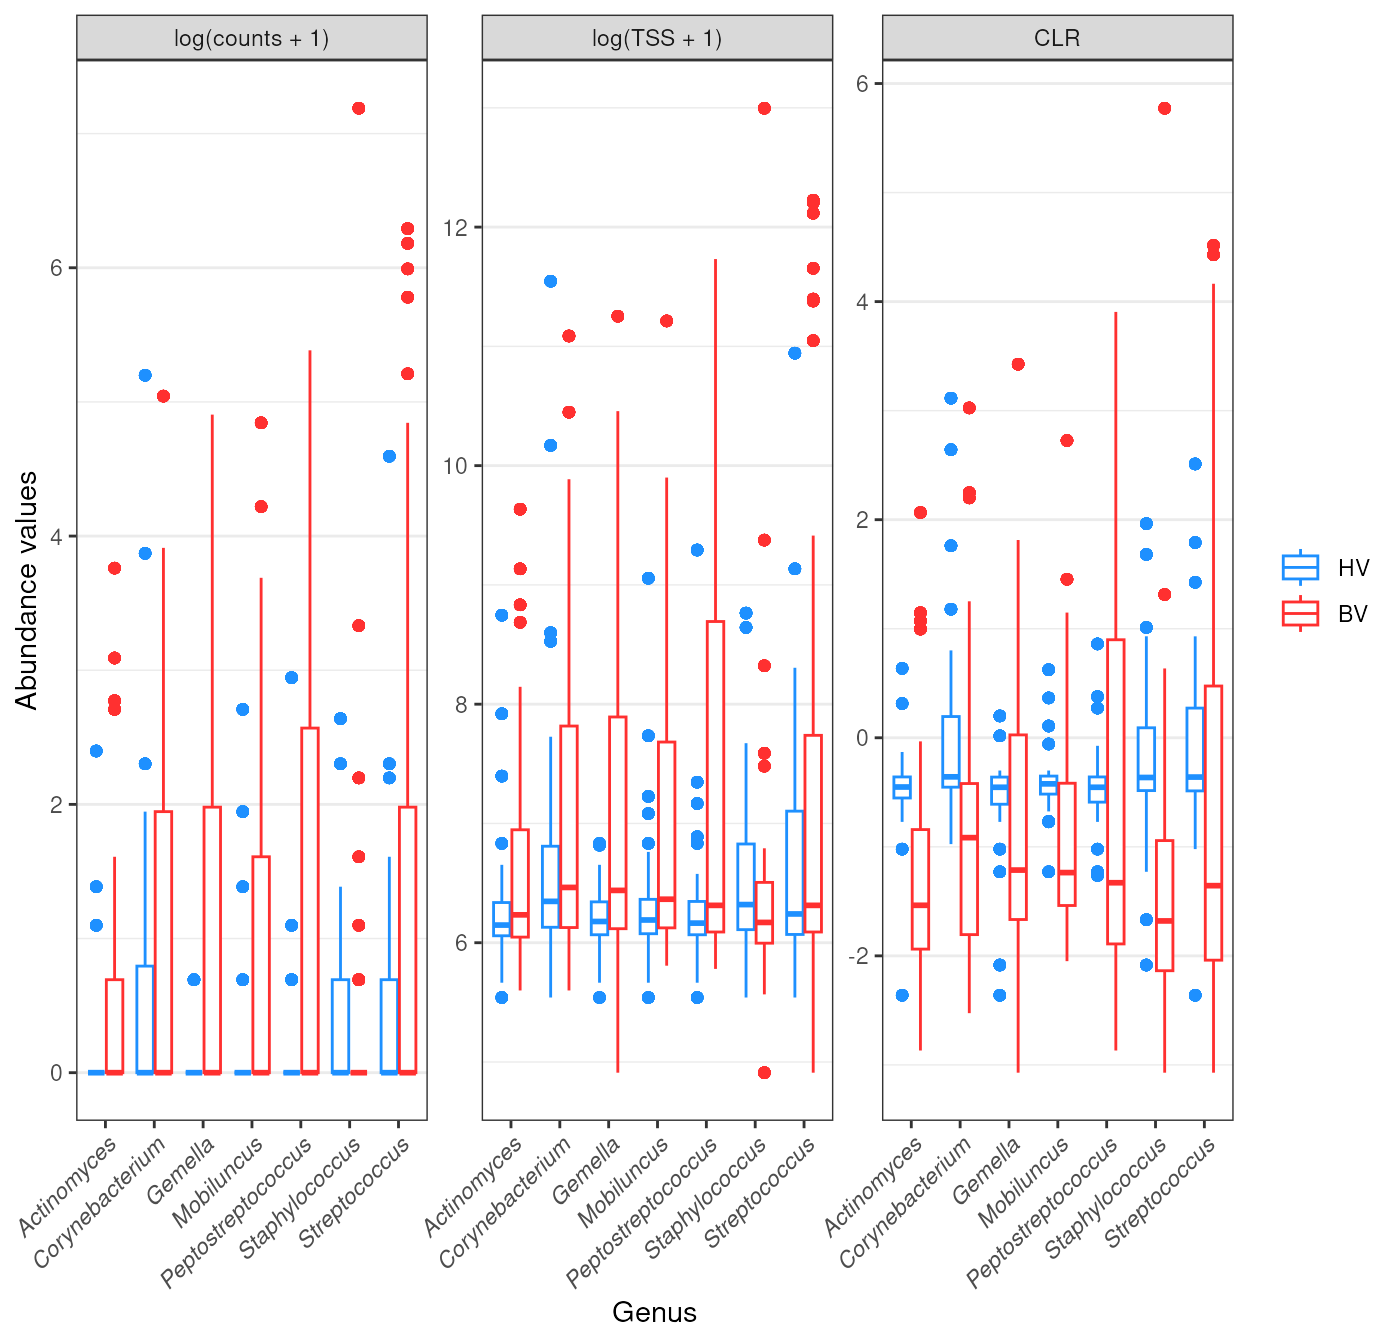 log(counts + 1)
log(TSS + 1)
CLR
Abundance values
6
4
2
0
12
10
8
6
6
4
2
0
-2
HV
BV
Actinomyces
Corynebacterium
Gemella
Mobiluncus
Peptostreptococcus
Staphylococcus
Streptococcus
Actinomyces
Corynebacterium
Gemella
Mobiluncus
Peptostreptococcus
Staphylococcus
Streptococcus
Actinomyces
Corynebacterium
Gemella
Mobiluncus
Peptostreptococcus
Staphylococcus
Streptococcus
Genus